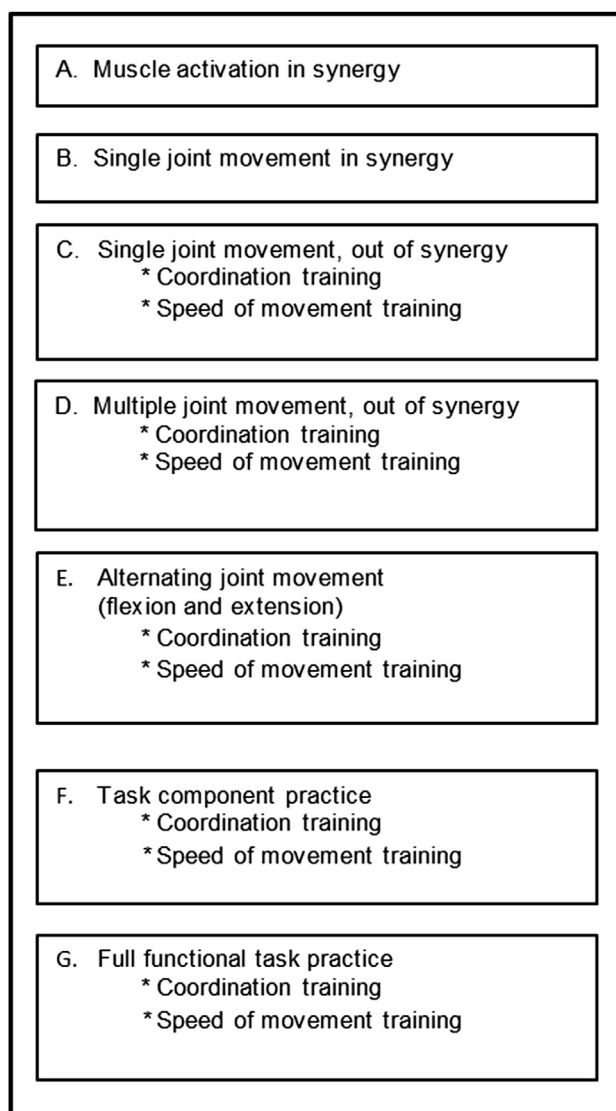 A. Muscle activation in synergy
B. Single joint movement in synergy
C. Single joint movement, out of synergy
* Coordination training
* Speed of movement training
D. Multiple joint movement, out of synergy
* Coordination training
* Speed of movement training
E. Alternating joint movement
(flexion and extension)
* Coordination training
* Speed of movement training
F. Task component practice
* Coordination training
* Speed of movement training
G. Full functional task practice
* Coordination training
* Speed of movement training